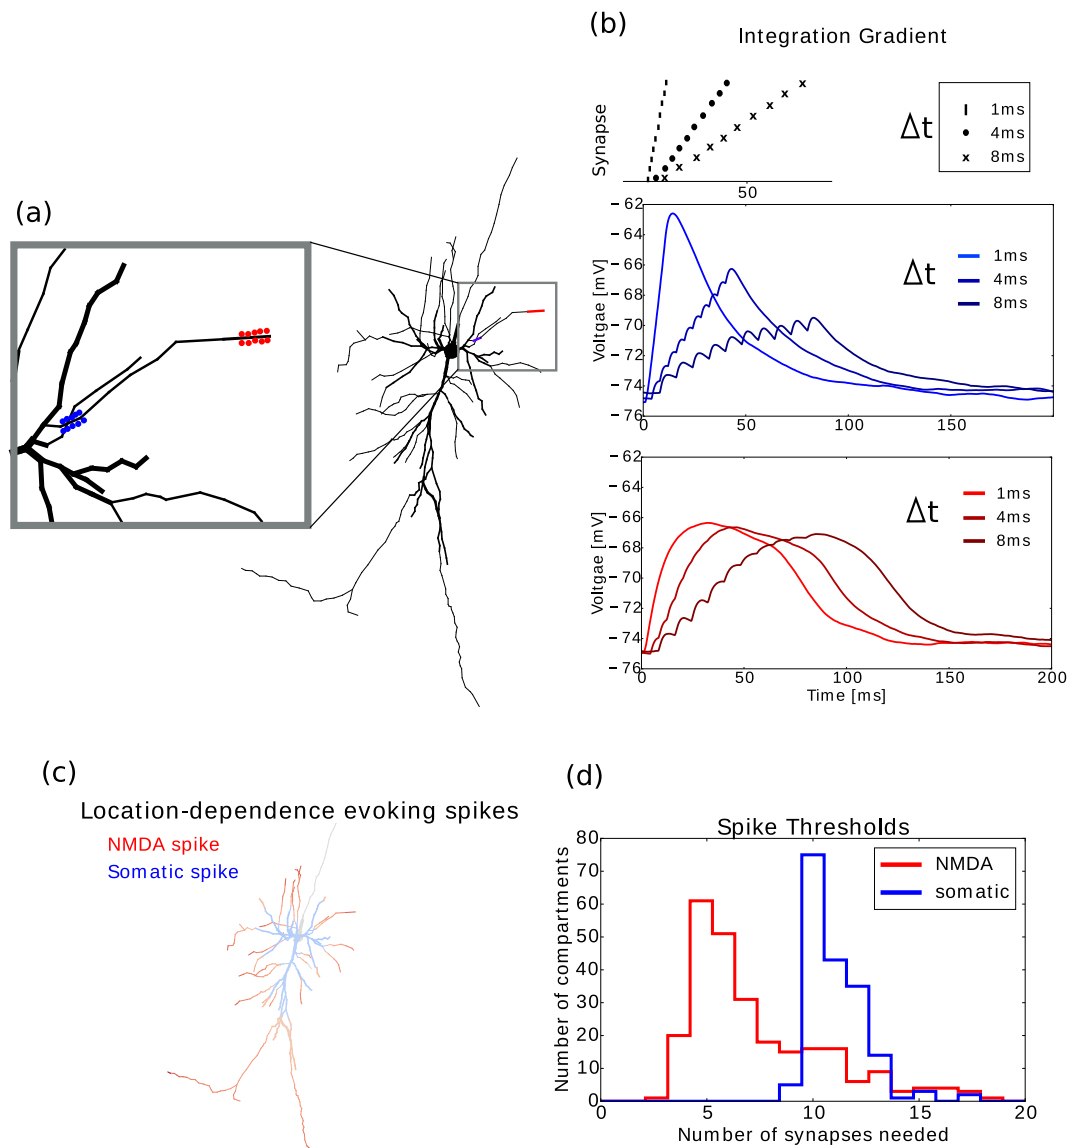 (a)
(b)
Integration Gradient
Synapse
50
Δt
1ms
4ms
8ms
−62
−64
−66
−68
−70
−72
−74
−76
Voltgae [mV]
0
50
100
150
Δt
1ms
4ms
8ms
−62
−64
−66
−68
−70
−72
−74
−76
Voltgae [mV]
0
50
100
150
200
Time [ms]
Δt
1ms
4ms
8ms
(c)
Location-dependence evoking spikes
NMDA spike
Somatic spike
(d)
Spike Thresholds
80
70
60
50
40
30
20
10
0
Number of compartments
NMDA
somatic
0
5
10
15
20
Number of synapses needed